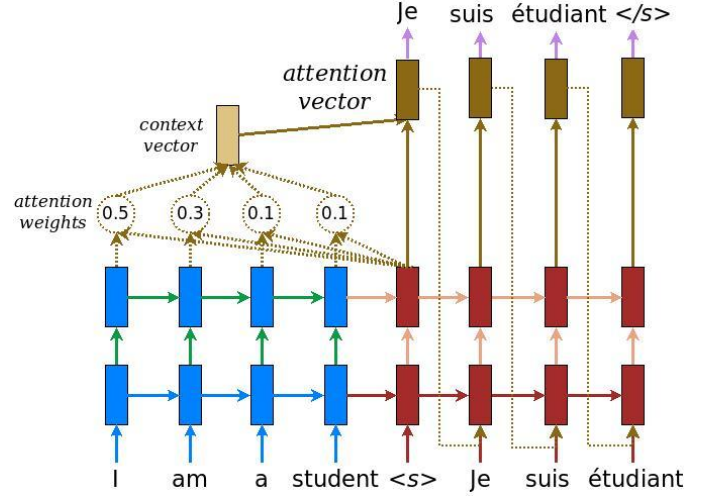 Je suis étudiant </s>
attention
vector
context
vector
attention
weights
0.5 0.3 0.1 0.1
I am a student <s> Je suis étudiant